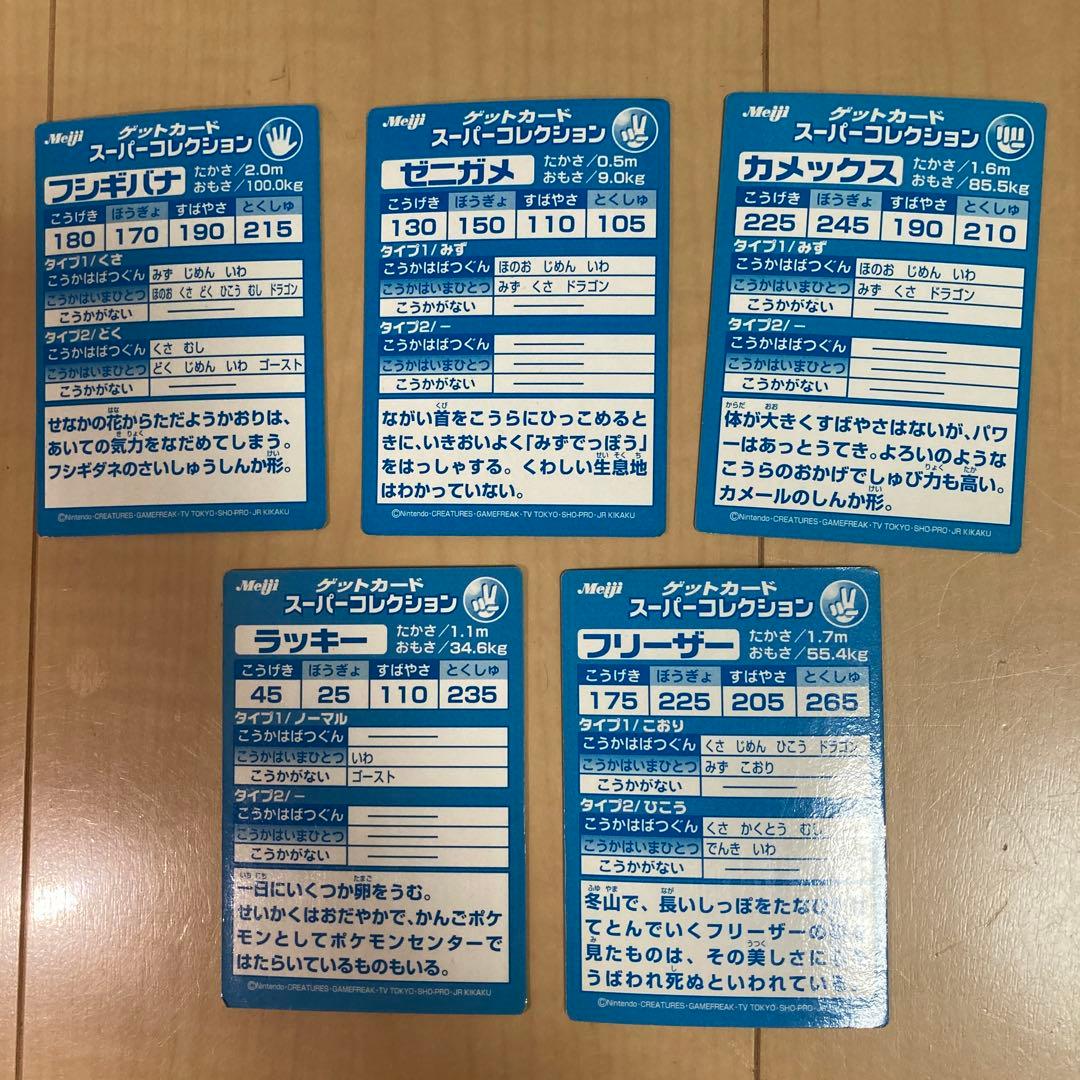 Meiji
ゲットカード
スーパーコレクション
フシギバナ
たかさ/2.0m
おもさ/100.0kg
こうげき ぼうぎょ すばやさ とくしゅ
180 170 190 215
タイプ1/くさ
こうかはばつぐん みず じめん いわ
こうかはいまひとつ ほのお くさ どく ひこう むし ドラゴン
こうかがない
タイプ2/どく
こうかはばつぐん くさ むし
こうかはいまひとつ どく じめん いわ ゴースト
こうかがない
せなかの花からただようかおりは、
あいての気力をなだめてしまう。
フシギダネのさいしゅうしんか形。
©Nintendo・CREATURES・GAMEFREAK・TV TOKYO・SHO-PRO・JR KIKAKU
Meiji
ゲットカード
スーパーコレクション
ゼニガメ
たかさ/0.5m
おもさ/9.0kg
こうげき ぼうぎょ すばやさ とくしゅ
130 150 110 105
タイプ1/みず
こうかはばつぐん ほのお じめん いわ
こうかはいまひとつ みず くさ ドラゴン
こうかがない
タイプ2/－
こうかはばつぐん
こうかはいまひとつ
こうかがない
ながい首をこうらにひっこめると
きに、いきおいよく「みずでっぽう」
をはっしゃする。くわしい生息地
はわかっていない。
©Nintendo・CREATURES・GAMEFREAK・TV TOKYO・SHO-PRO・JR KIKAKU
Meiji
ゲットカード
スーパーコレクション
カメックス
たかさ/1.6m
おもさ/85.5kg
こうげき ぼうぎょ すばやさ とくしゅ
225 245 190 210
タイプ1/みず
こうかはばつぐん ほのお じめん いわ
こうかはいまひとつ みず くさ ドラゴン
こうかがない
タイプ2/－
こうかはばつぐん
こうかはいまひとつ
こうかがない
体が大きくすばやさはないが、パワ
ーはあっとうてき。よろいのような
こうらのおかげでしゅび力も高い。
カメールのしんか形。
©Nintendo・CREATURES・GAMEFREAK・TV TOKYO・SHO-PRO・JR KIKAKU
Meiji
ゲットカード
スーパーコレクション
ラッキー
たかさ/1.1m
おもさ/34.6kg
こうげき ぼうぎょ すばやさ とくしゅ
45 25 110 235
タイプ1/ノーマル
こうかはばつぐん
こうかはいまひとつ いわ
こうかがない ゴースト
タイプ2/－
こうかはばつぐん
こうかはいまひとつ
こうかがない
一日にいくつか卵をうむ。
せいかくはおだやかで、かんごポケ
モンとしてポケモンセンターで
はたらいているものもいる。
©Nintendo・CREATURES・GAMEFREAK・TV TOKYO・SHO-PRO・JR KIKAKU
Meiji
ゲットカード
スーパーコレクション
フリーザー
たかさ/1.7m
おもさ/55.4kg
こうげき ぼうぎょ すばやさ とくしゅ
175 225 205 265
タイプ1/こおり
こうかはばつぐん くさ じめん ひこう ドラゴン
こうかはいまひとつ みず こおり
こうかがない
タイプ2/ひこう
こうかはばつぐん くさ かくとう むし
こうかはいまひとつ でんき いわ
こうかがない
冬山で、長いしっぽをたな
てとんでいくフリーザーの
見たものは、その美しさに
うばわれ死ぬといわれている
©Nintendo・CREATURES・GAMEFREAK・TV TOKYO・SHO-PRO・JR KIKAKU